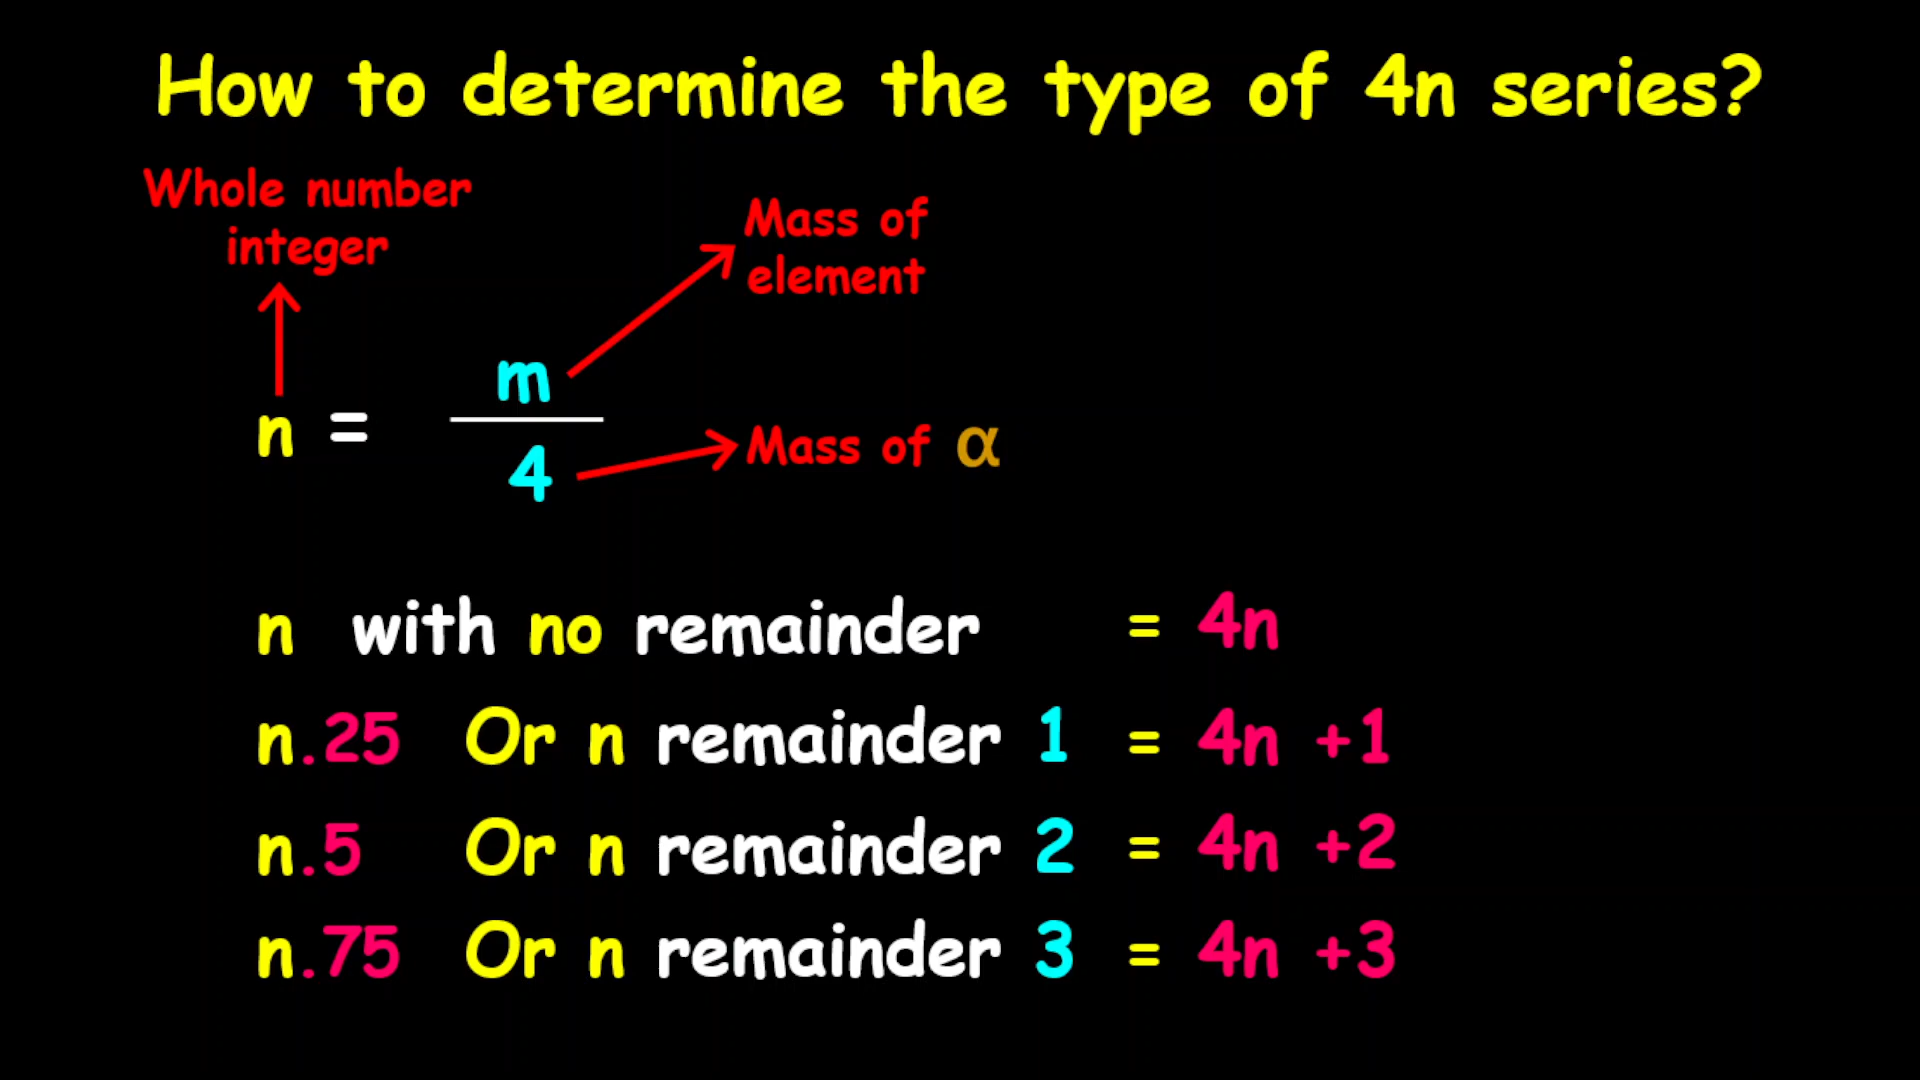 How to determine the type of 4n series?
Whole number
integer
Mass of
element
m
n =
4
Mass of α
n with no remainder = 4n
n.25 Or n remainder 1 = 4n +1
n.5 Or n remainder 2 = 4n +2
n.75 Or n remainder 3 = 4n +3